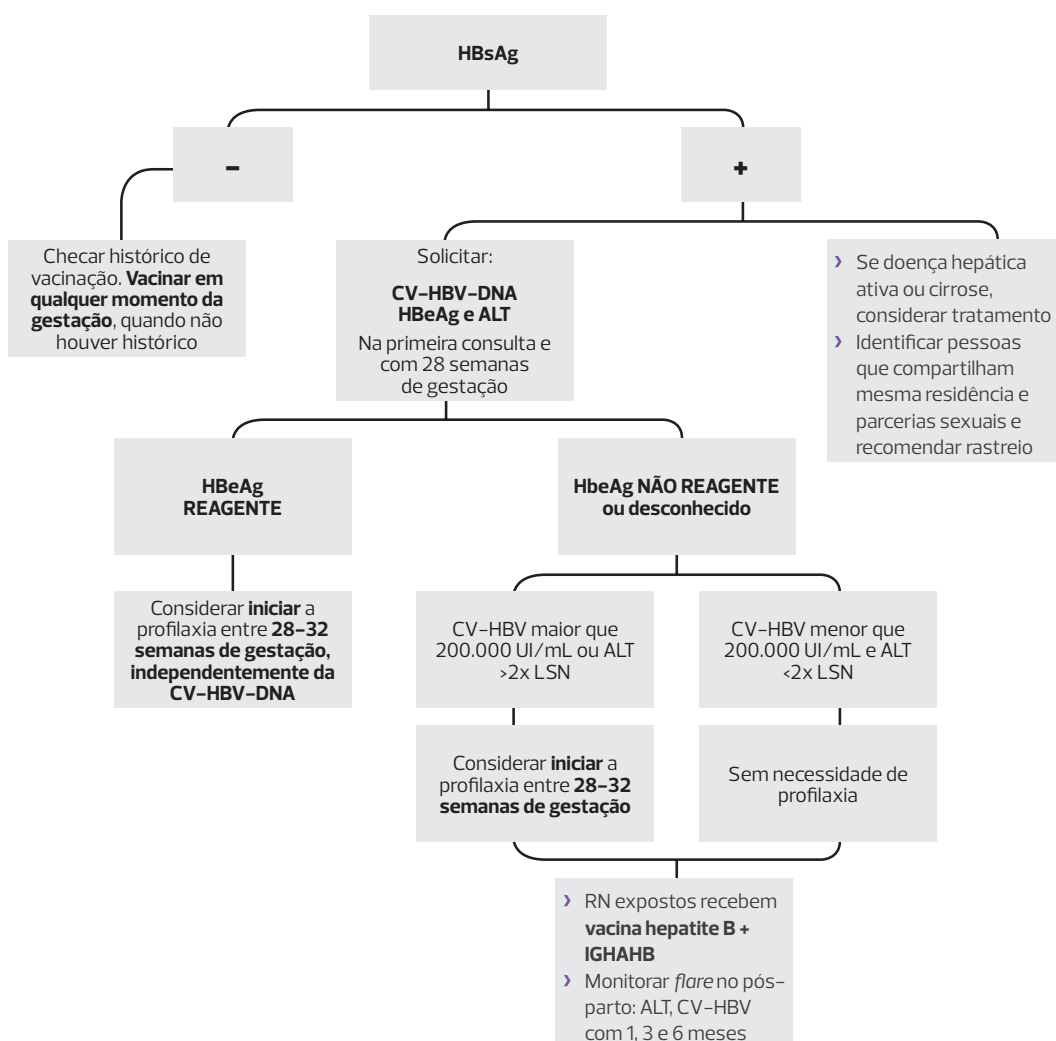 HBsAg
–
+
Checar histórico de
vacinação. Vacinar em
qualquer momento da
gestação, quando não
houver histórico
Solicitar:
CV-HBV-DNA
HBeAg e ALT
Na primeira consulta e
com 28 semanas
de gestação
› Se doença hepática
ativa ou cirrose,
considerar tratamento
› Identificar pessoas
que compartilham
mesma residência e
parcerias sexuais e
recomendar rastreio
HBeAg
REAGENTE
HbeAg NÃO REAGENTE
ou desconhecido
Considerar iniciar a
profilaxia entre 28-32
semanas de gestação,
independentemente da
CV-HBV-DNA
CV-HBV maior que
200.000 UI/mL ou ALT
>2x LSN
CV-HBV menor que
200.000 UI/mL e ALT
<2x LSN
Considerar iniciar a
profilaxia entre 28-32
semanas de gestação
Sem necessidade de
profilaxia
› RN expostos recebem
vacina hepatite B +
IGHAHB
› Monitorar flare no pós-
parto: ALT, CV-HBV
com 1, 3 e 6 meses